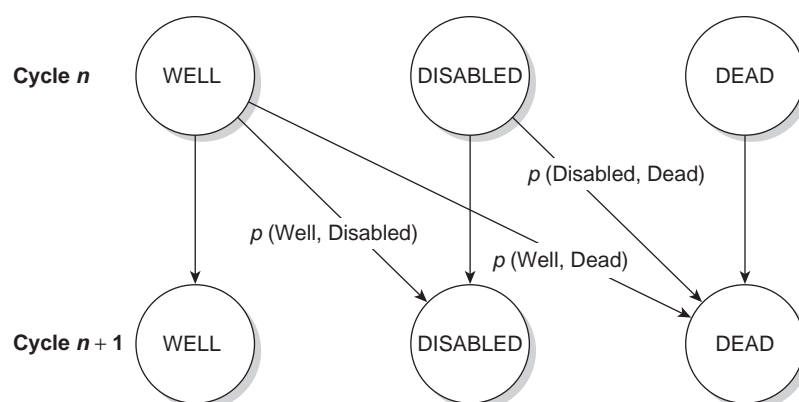 Cycle n
WELL
DISABLED
DEAD
p (Disabled, Dead)
p (Well, Disabled)
p (Well, Dead)
Cycle n + 1
WELL
DISABLED
DEAD